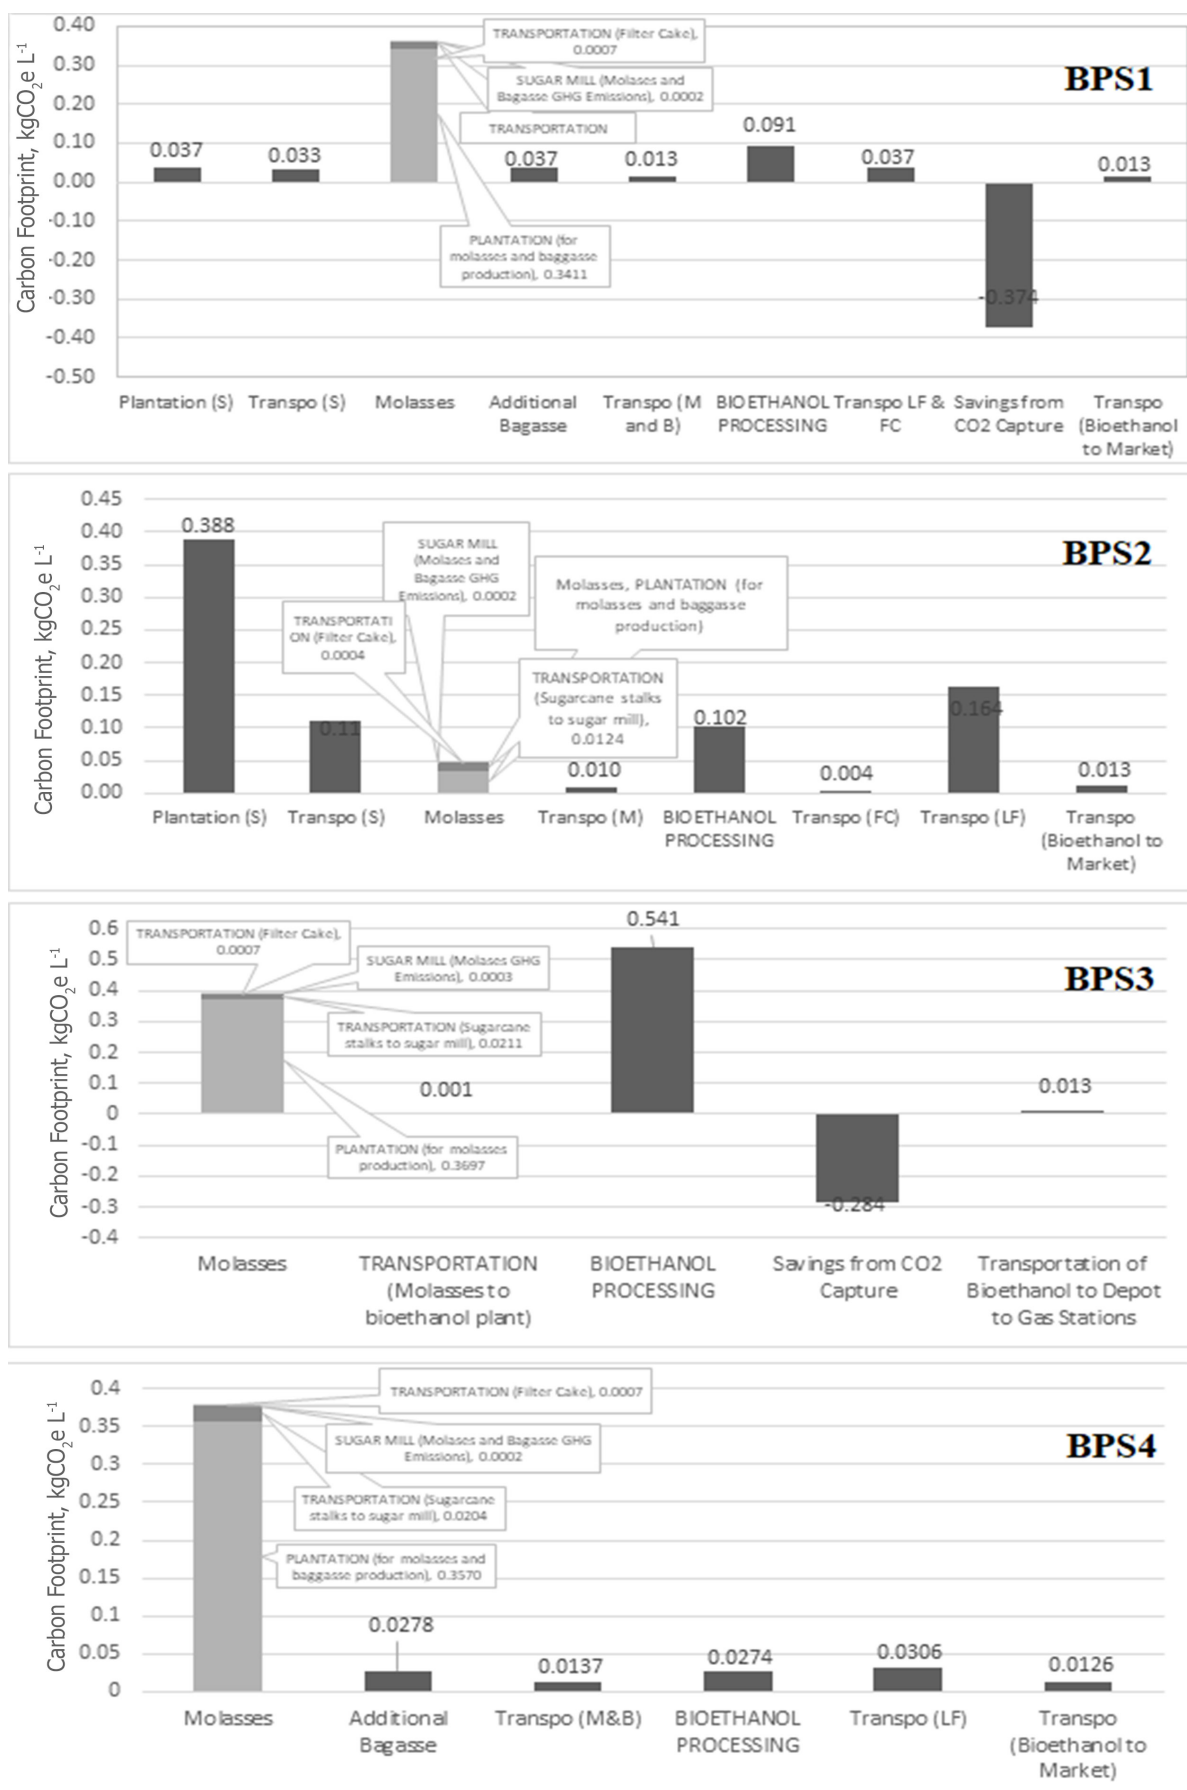 BPS1
Carbon Footprint, kgCO2e L-1
0.40
0.30
0.20
0.10
0.00
-0.10
-0.20
-0.30
-0.40
-0.50
TRANSPORTATION (Filter Cake),
0.0007
SUGAR MILL (Molases and
Bagasse GHG Emissions), 0.0002
TRANSPORTATION
PLANTATION (for
molasses and baggasse
production), 0.3411
0.037
0.033
0.037
0.013
0.091
0.037
-0.374
0.013
Plantation (S)
Transpo (S)
Molasses
Additional
Bagasse
Transpo (M
and B)
BIOETHANOL
PROCESSING
Transpo LF &
FC
Savings from
CO2 Capture
Transpo
(Bioethanol
to Market)
BPS2
Carbon Footprint, kgCO2e L-1
0.45
0.40
0.35
0.30
0.25
0.20
0.15
0.10
0.05
0.00
SUGAR MILL
(Molases and
Bagasse GHG
Emissions), 0.0002
TRANSPORTATI
ON (Filter Cake),
0.0004
Molasses, PLANTATION (for
molasses and baggasse
production)
TRANSPORTATION
(Sugarcane stalks
to sugar mill),
0.0124
0.388
0.11
0.010
0.102
0.004
0.164
0.013
Plantation (S)
Transpo (S)
Molasses
Transpo (M)
BIOETHANOL
PROCESSING
Transpo (FC)
Transpo (LF)
Transpo
(Bioethanol to
Market)
BPS3
Carbon Footprint, kgCO2e L-1
0.6
0.5
0.4
0.3
0.2
0.1
0
-0.1
-0.2
-0.3
-0.4
TRANSPORTATION (Filter Cake),
0.0007
SUGAR MILL (Molases GHG
Emissions), 0.0003
TRANSPORTATION (Sugarcane
stalks to sugar mill), 0.0211
PLANTATION (for molasses
production), 0.3697
0.001
0.541
-0.284
0.013
Molasses
TRANSPORTATION
(Molasses to
bioethanol plant)
BIOETHANOL
PROCESSING
Savings from CO2
Capture
Transportation of
Bioethanol to Depot
to Gas Stations
BPS4
Carbon Footprint, kgCO2e L-1
0.4
0.35
0.3
0.25
0.2
0.15
0.1
0.05
0
TRANSPORTATION (Filter Cake), 0.0007
SUGAR MILL (Molases and Bagasse GHG
Emissions), 0.0002
TRANSPORTATION (Sugarcane
stalks to sugar mill), 0.0204
PLANTATION (for molasses and
baggasse production), 0.3570
0.0278
0.0137
0.0274
0.0306
0.0126
Molasses
Additional
Bagasse
Transpo (M&B)
BIOETHANOL
PROCESSING
Transpo (LF)
Transpo
(Bioethanol to
Market)